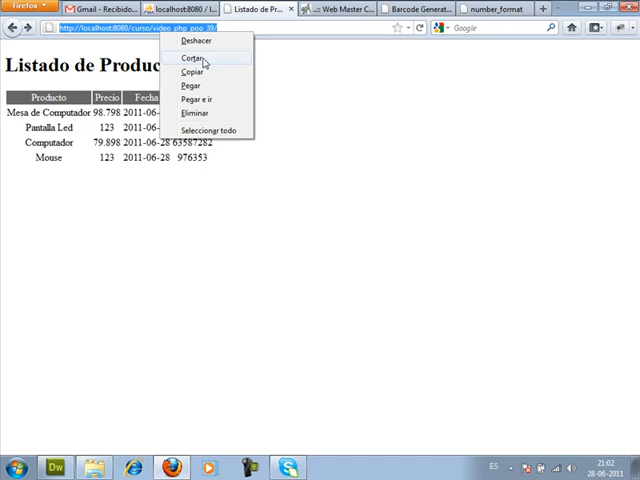 Firefox
Gmail - Recibido...
localhost:8080 / l...
Listado de Pr...
..:: Web Master C...
Barcode Generat...
number_format
http://localhost:8080/curso/video_php_poo_39/
Google
Deshacer
Cortar
Copiar
Pegar
Pegar e ir
Eliminar
Seleccionar todo
Listado de Produc
Producto Precio Fecha
Mesa de Computador 98.798 2011-06-
Pantalla Led 123 2011-06-
Computador 79.898 2011-06-28 63587282
Mouse 123 2011-06-28 976353
Dw
ES
21:02
28-06-2011